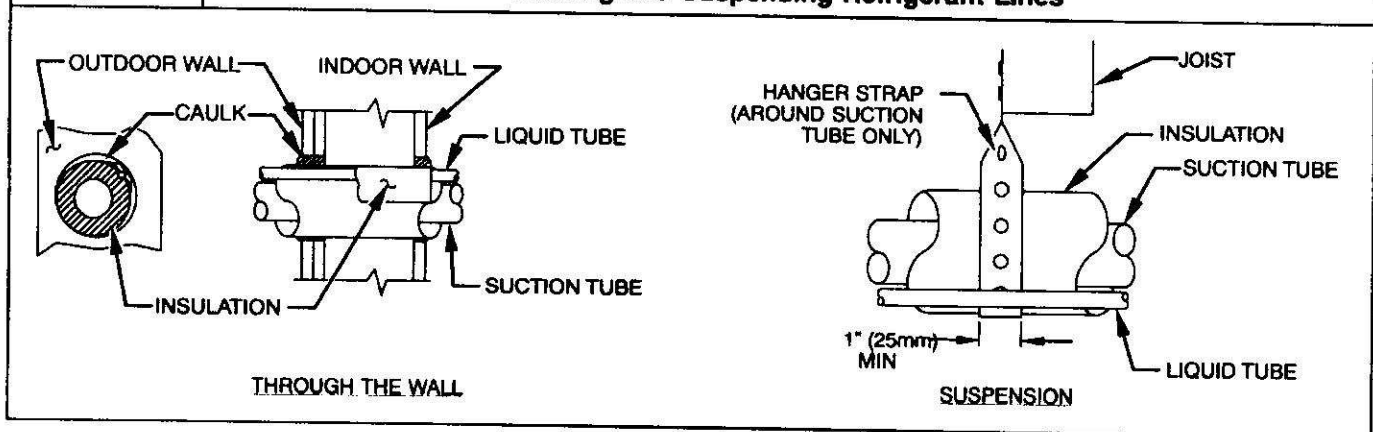 Suspending Refrigerant Lines
OUTDOOR WALL
INDOOR WALL
CAULK
LIQUID TUBE
SUCTION TUBE
INSULATION
THROUGH THE WALL
JOIST
HANGER STRAP
(AROUND SUCTION
TUBE ONLY)
INSULATION
SUCTION TUBE
1" (25mm)
MIN
LIQUID TUBE
SUSPENSION